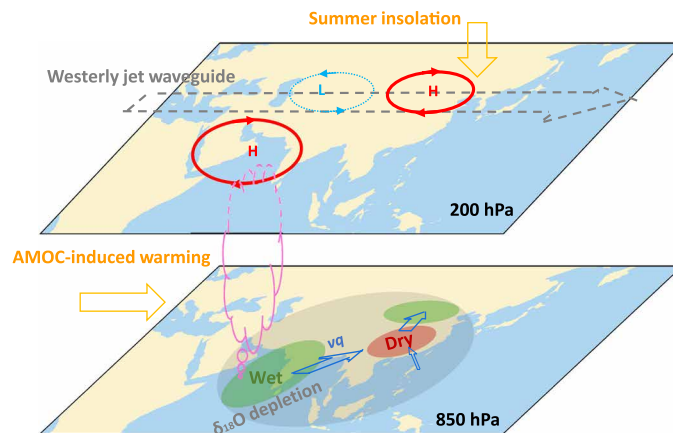 Summer insolation
Westerly jet waveguide
L
H
H
200 hPa
AMOC-induced warming
vq
Dry
Wet
δ₁₈O depletion
850 hPa